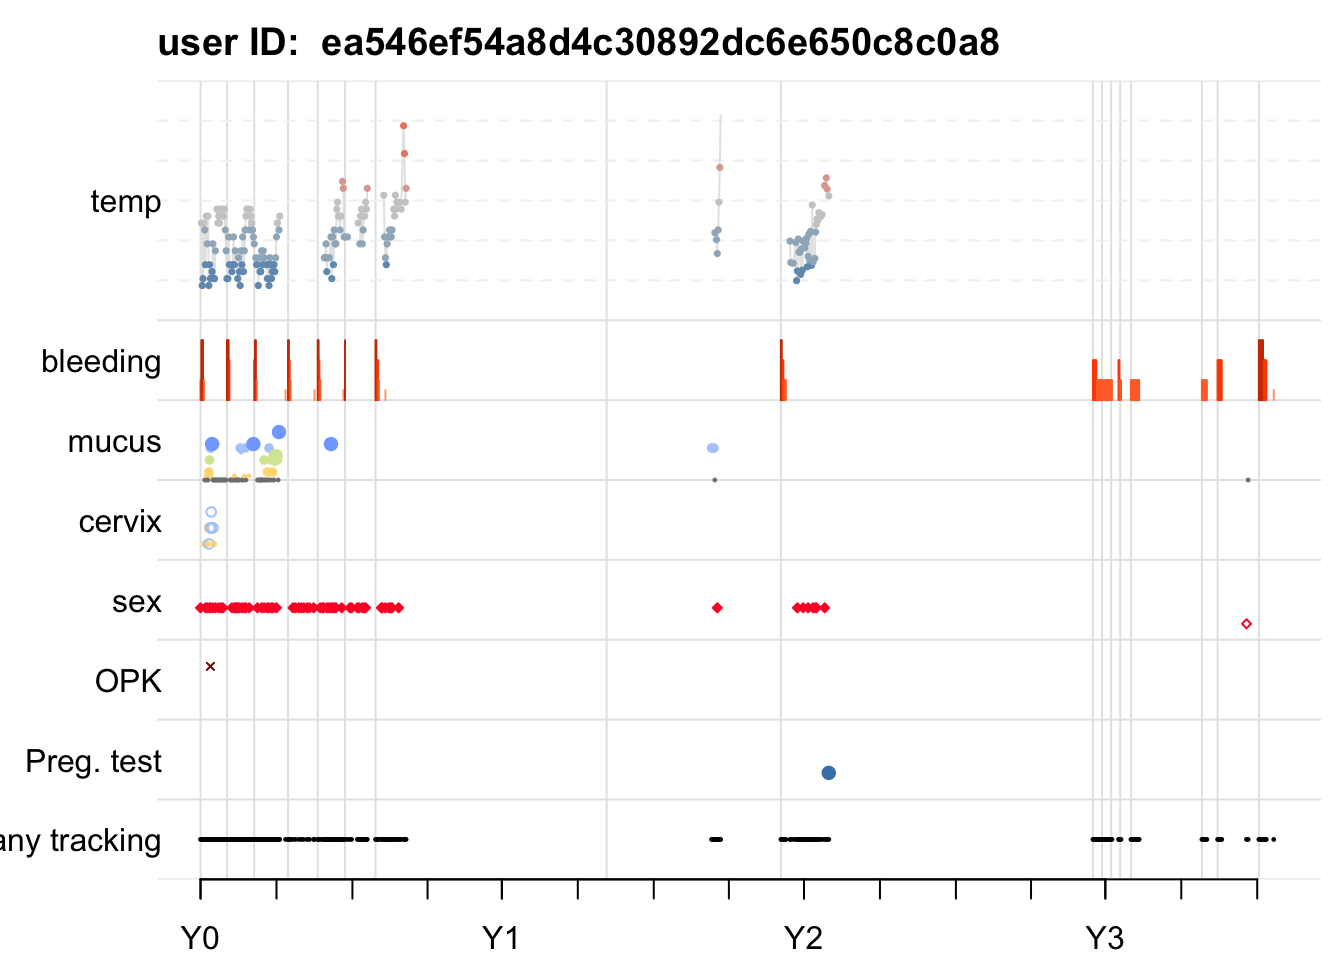 user ID:  ea546ef54a8d4c30892dc6e650c8c0a8
temp
bleeding
mucus
cervix
sex
OPK
Preg. test
any tracking
Y0 Y1 Y2 Y3